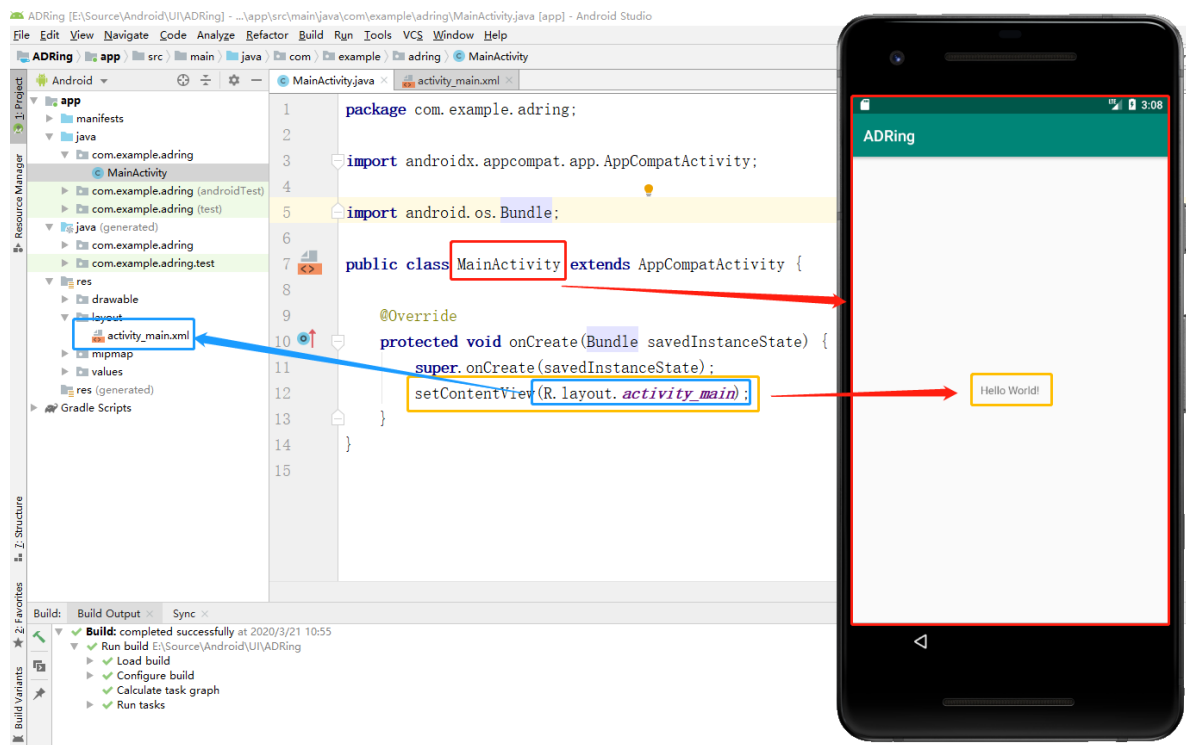 ADRing [E:\Source\Android\UI\ADRing] - ...\app\src\main\java\com\example\adring\MainActivity.java [app] - Android Studio
File Edit View Navigate Code Analyze Refactor Build Run Tools VCS Window Help
ADRing app src main java com example adring MainActivity
Android
MainActivity.java activity_main.xml
1: Project
Resource Manager
app
manifests
java
com.example.adring
MainActivity
com.example.adring (androidTest)
com.example.adring (test)
java (generated)
com.example.adring
com.example.adring.test
res
drawable
layout
activity_main.xml
mipmap
values
res (generated)
Gradle Scripts
1 package com.example.adring;
2
3 import androidx.appcompat.app.AppCompatActivity;
4
5 import android.os.Bundle;
6
7 public class MainActivity extends AppCompatActivity {
8
9 @Override
10 protected void onCreate(Bundle savedInstanceState) {
11 super.onCreate(savedInstanceState);
12 setContentView(R.layout.activity_main);
13 }
14 }
15
7: Structure
2: Favorites
Build Variants
Build: Build Output Sync
Build: completed successfully at 2020/3/21 10:55
Run build E:\Source\Android\UI\ADRing
Load build
Configure build
Calculate task graph
Run tasks
LTE 3:08
ADRing
Hello World!